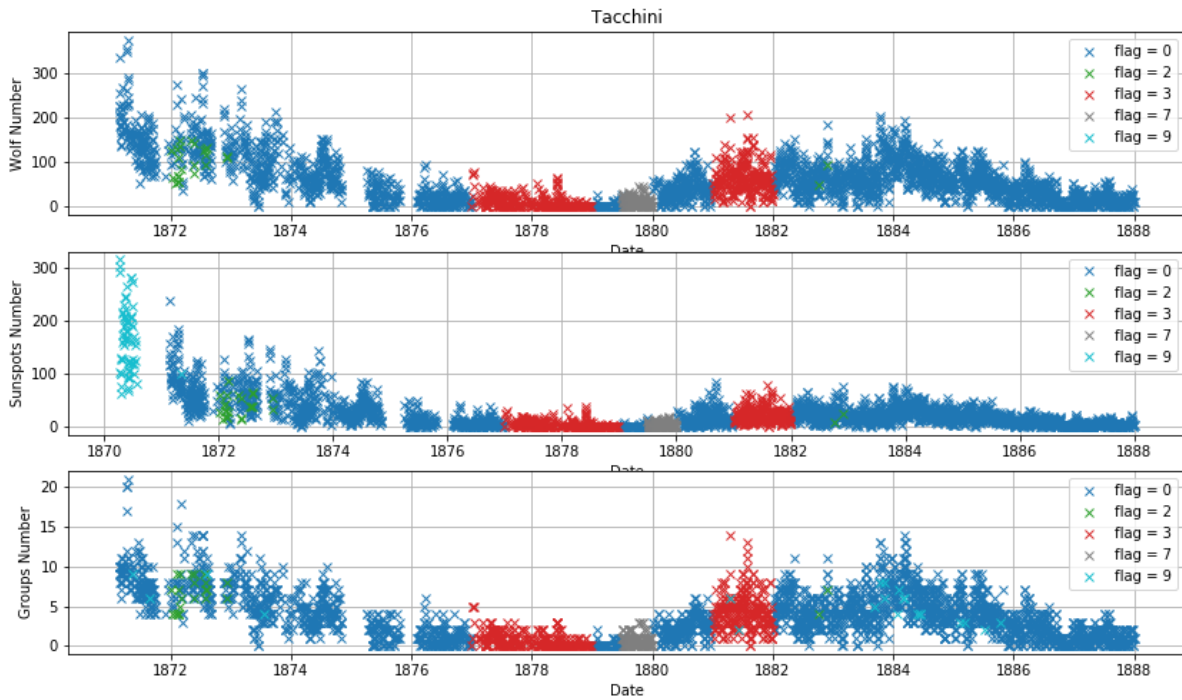 Tacchini
Wolf Number
300
200
100
0
flag = 0
flag = 2
flag = 3
flag = 7
flag = 9
1872 1874 1876 1878 1880 1882 1884 1886 1888
Date
Sunspots Number
300
200
100
0
flag = 0
flag = 2
flag = 3
flag = 7
flag = 9
1870 1872 1874 1876 1878 1880 1882 1884 1886 1888
Date
Groups Number
20
15
10
5
0
flag = 0
flag = 2
flag = 3
flag = 7
flag = 9
1872 1874 1876 1878 1880 1882 1884 1886 1888
Date